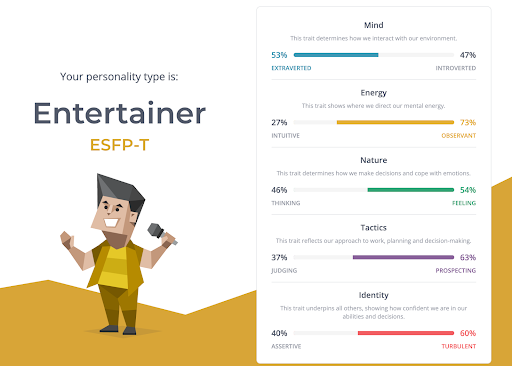 Your personality type is:
Entertainer
ESFP-T
Mind
This trait determines how we interact with our environment.
53% 47%
EXTRAVERTED INTROVERTED
Energy
This trait shows where we direct our mental energy.
27% 73%
INTUITIVE OBSERVANT
Nature
This trait determines how we make decisions and cope with emotions.
46% 54%
THINKING FEELING
Tactics
This trait reflects our approach to work, planning and decision-making.
37% 63%
JUDGING PROSPECTING
Identity
This trait underpins all others, showing how confident we are in our
abilities and decisions.
40% 60%
ASSERTIVE TURBULENT